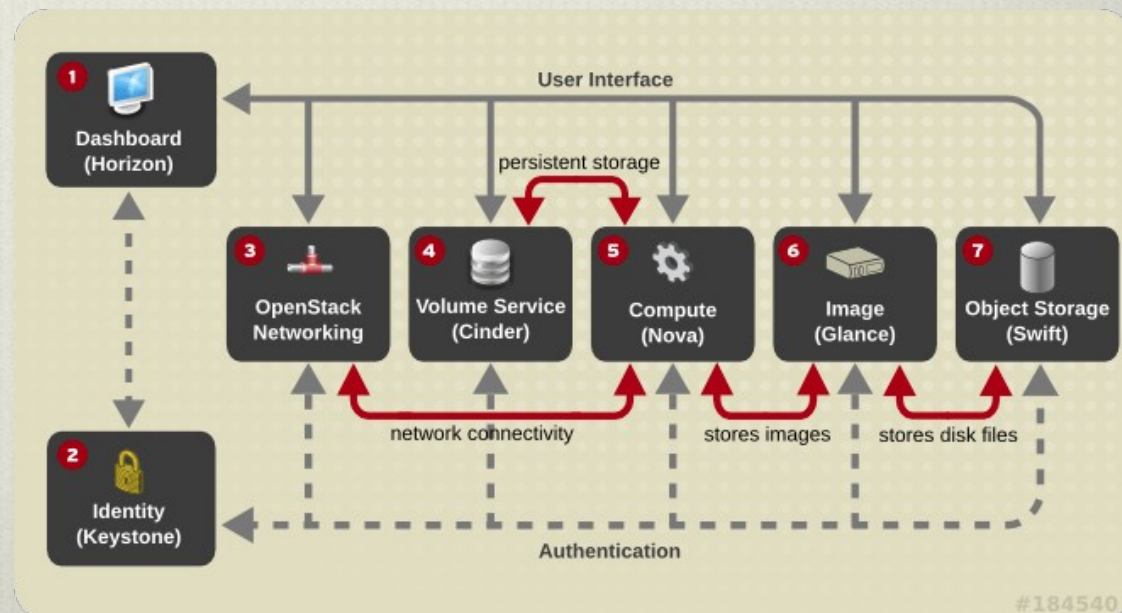 1
Dashboard
(Horizon)
User Interface
persistent storage
3
OpenStack
Networking
4
Volume Service
(Cinder)
5
Compute
(Nova)
6
Image
(Glance)
7
Object Storage
(Swift)
network connectivity
stores images
stores disk files
2
Identity
(Keystone)
Authentication
#184540